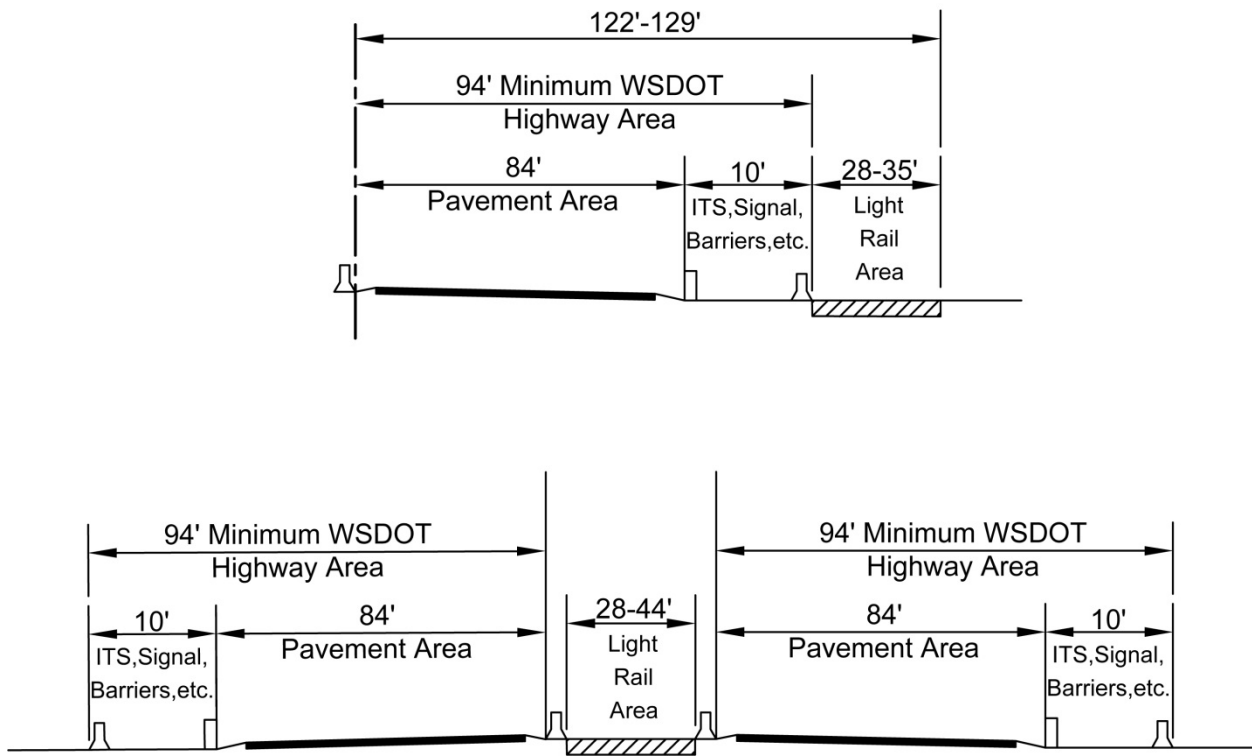 122'-129'
94' Minimum WSDOT
Highway Area
84'
Pavement Area
10'
ITS,Signal,
Barriers,etc.
28-35'
Light
Rail
Area
94' Minimum WSDOT
Highway Area
94' Minimum WSDOT
Highway Area
10'
ITS,Signal,
Barriers,etc.
84'
Pavement Area
28-44'
Light
Rail
Area
84'
Pavement Area
10'
ITS,Signal,
Barriers,etc.